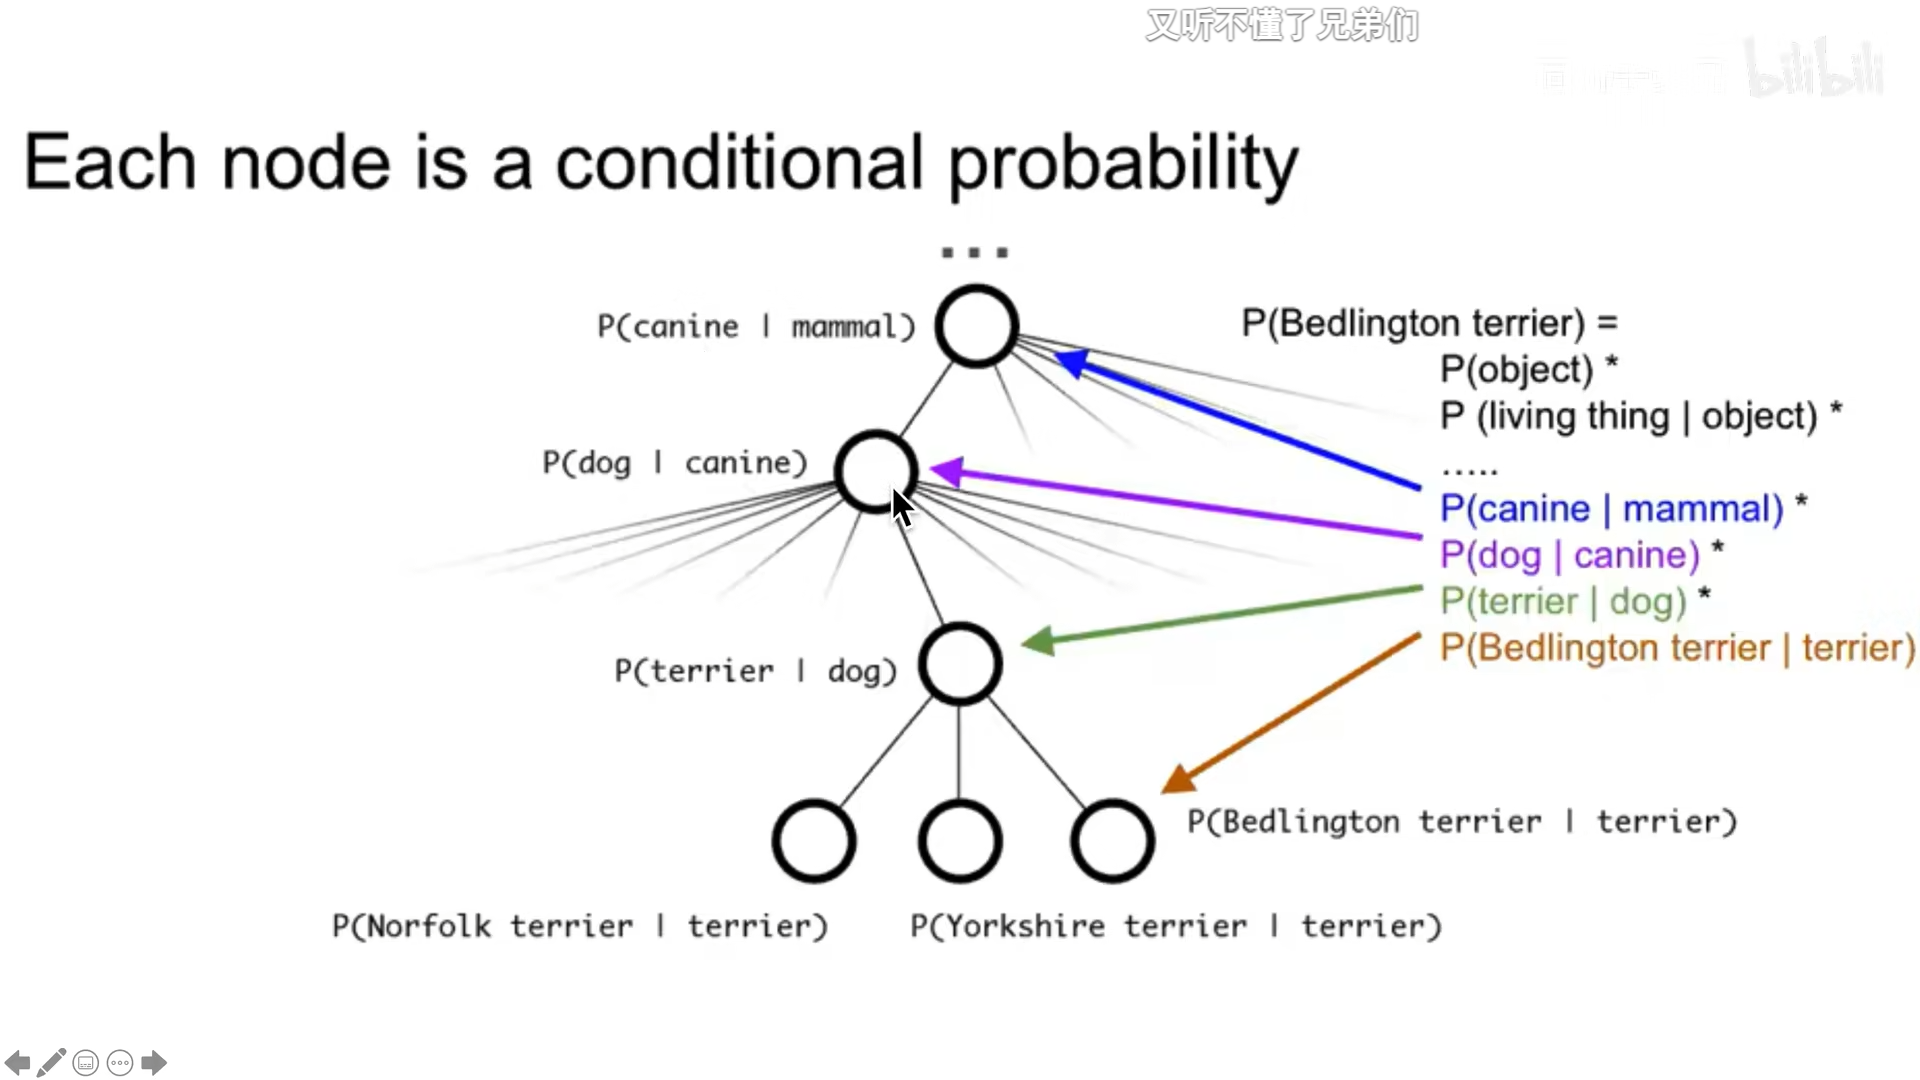 又听不懂了兄弟们
bilibili
Each node is a conditional probability
...
P(canine | mammal)
P(dog | canine)
P(terrier | dog)
P(Bedlington terrier | terrier)
P(Norfolk terrier | terrier)
P(Yorkshire terrier | terrier)
P(Bedlington terrier) =
P(object) *
P (living thing | object) *
.....
P(canine | mammal) *
P(dog | canine) *
P(terrier | dog) *
P(Bedlington terrier | terrier)